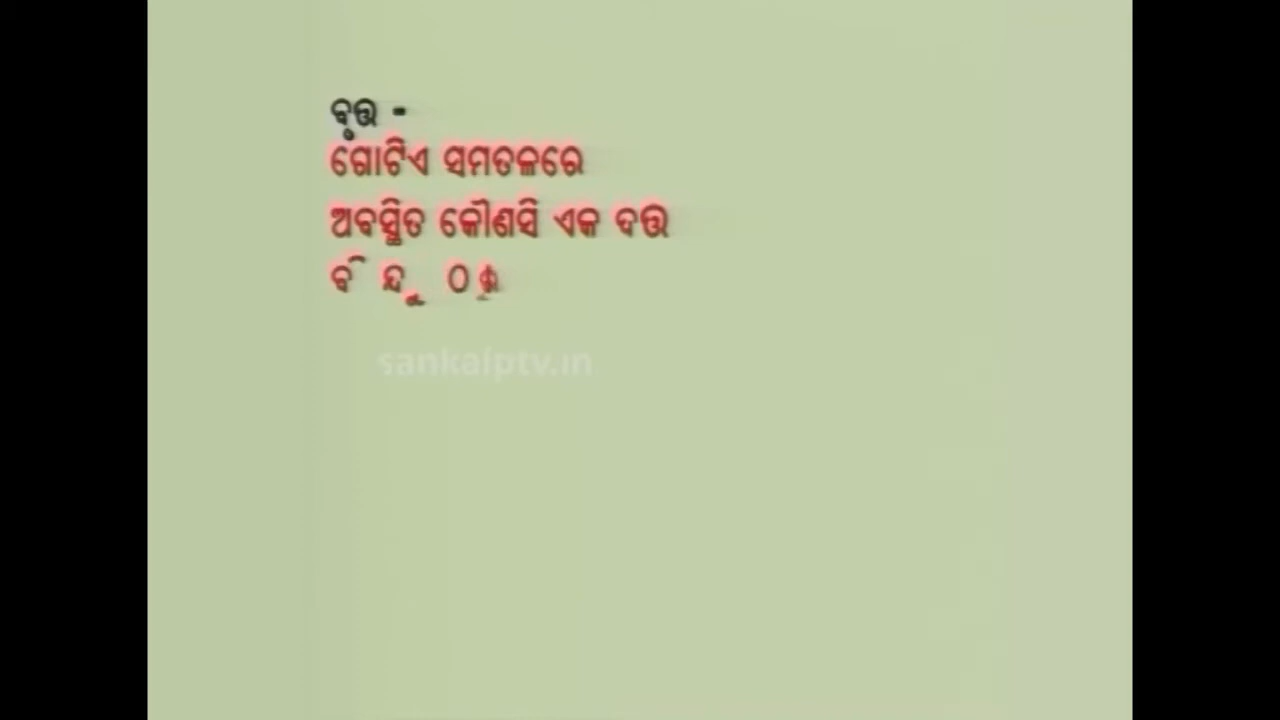 ବୃତ୍ତ -
ଗୋଟିଏ ସମତଳରେ
ଅବସ୍ଥିତ କୌଣସି ଏକ ଦତ୍ତ
ବିନ୍ଦୁ
sankalptv.in